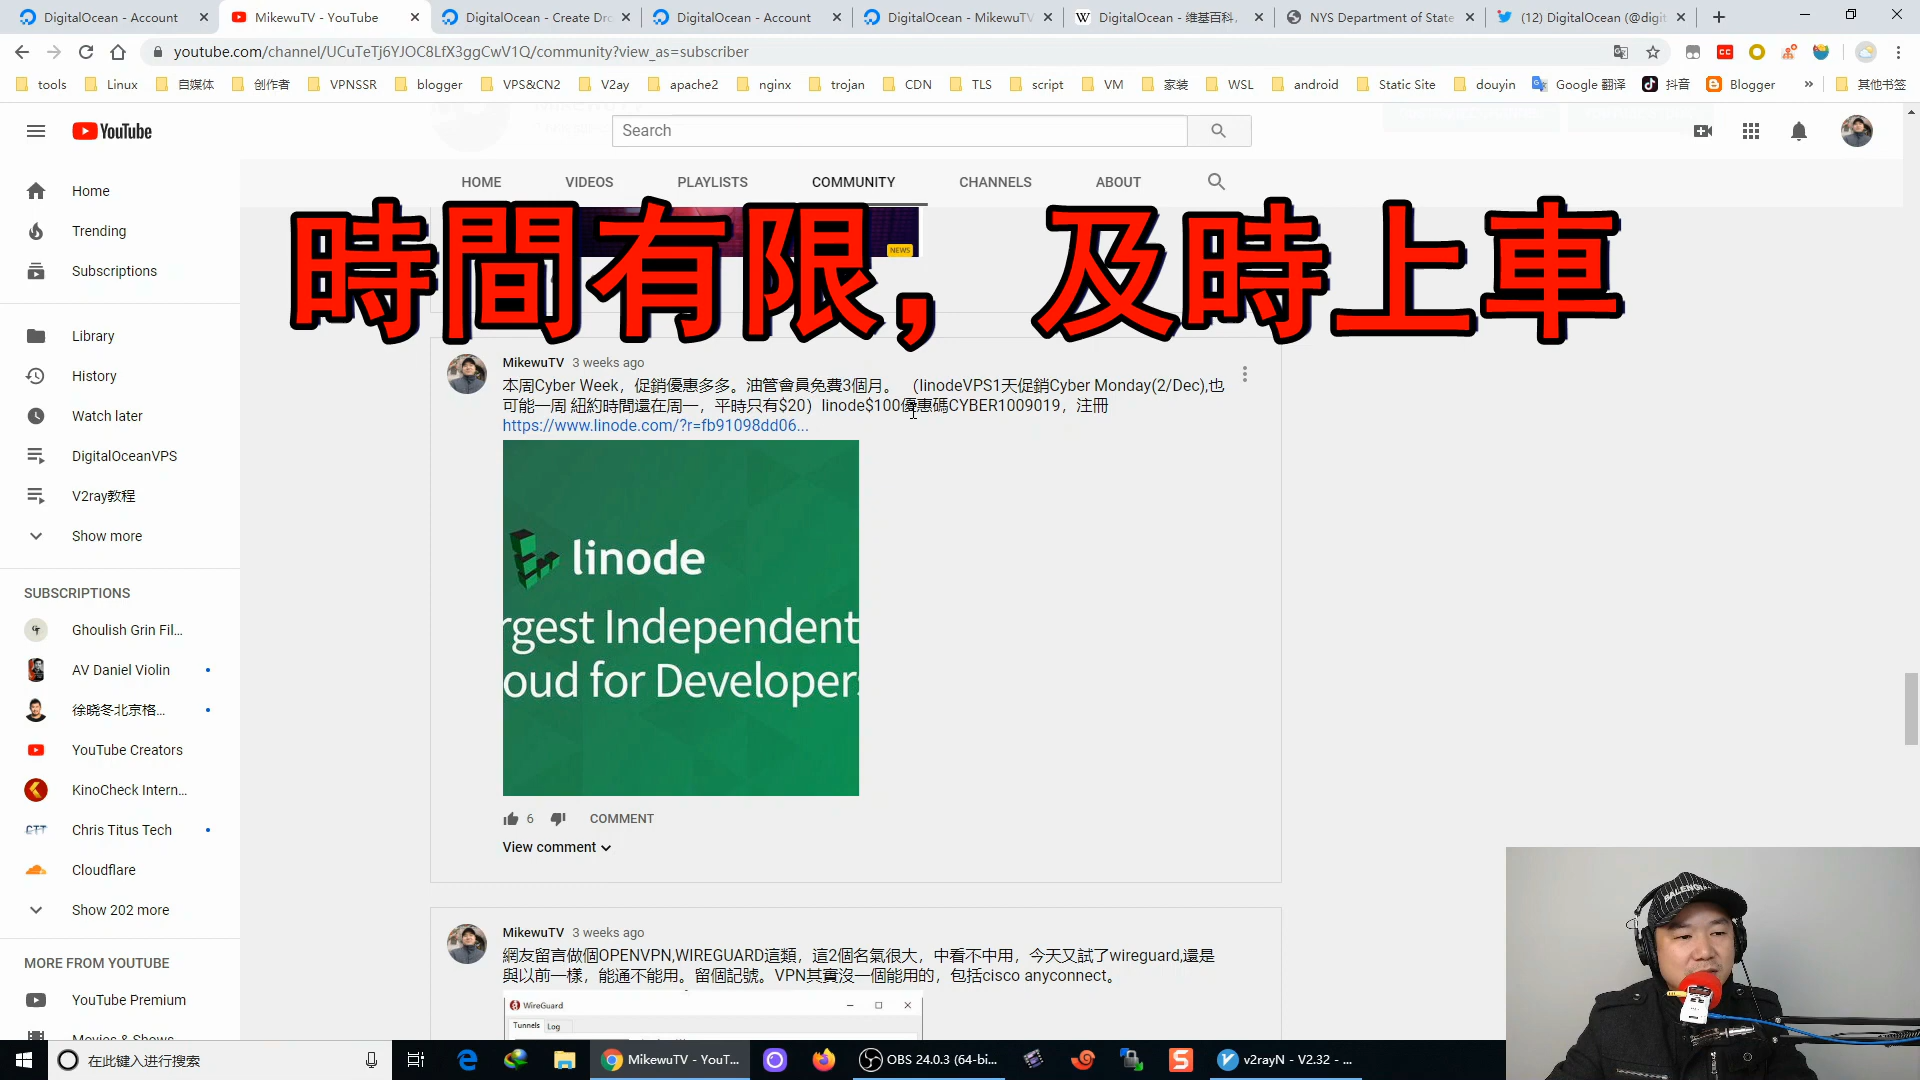 DigitalOcean - Account
MikewuTV - YouTube
DigitalOcean - Create Dro
DigitalOcean - Account
DigitalOcean - MikewuTV
DigitalOcean - 维基百科,
NYS Department of State
(12) DigitalOcean (@digit
youtube.com/channel/UCuTeTj6YJOC8LfX3ggCwV1Q/community?view_as=subscriber
tools
Linux
自媒体
创作者
VPNSSR
blogger
VPS&CN2
V2ay
apache2
nginx
trojan
CDN
TLS
script
VM
家装
WSL
android
Static Site
douyin
Google 翻译
抖音
Blogger
»
其他书签
YouTube
Search
HOME
VIDEOS
PLAYLISTS
COMMUNITY
CHANNELS
ABOUT
時間有限，及時上車
NEWS
Home
Trending
Subscriptions
Library
History
Watch later
DigitalOceanVPS
V2ray教程
Show more
SUBSCRIPTIONS
Ghoulish Grin Fil...
AV Daniel Violin
徐晓冬北京格...
YouTube Creators
KinoCheck Intern...
CTT
Chris Titus Tech
Cloudflare
Show 202 more
MORE FROM YOUTUBE
YouTube Premium
Movies & Shows
MikewuTV 3 weeks ago
本周Cyber Week，促銷優惠多多。油管會員免費3個月。（linodeVPS1天促銷Cyber Monday(2/Dec),也
可能一周 紐約時間還在周一，平時只有$20）linode$100優惠碼CYBER1009019，注冊
https://www.linode.com/?r=fb91098dd06...
linode
rgest Independent
oud for Developers
6
COMMENT
View comment
MikewuTV 3 weeks ago
網友留言做個OPENVPN,WIREGUARD這類，這2個名氣很大，中看不中用，今天又試了wireguard,還是
與以前一樣，能通不能用。留個記號。VPN其實沒一個能用的，包括cisco anyconnect。
WireGuard
Tunnels
Log
在此键入进行搜索
MikewuTV - YouT...
OBS 24.0.3 (64-bi...
v2rayN - V2.32 - ...